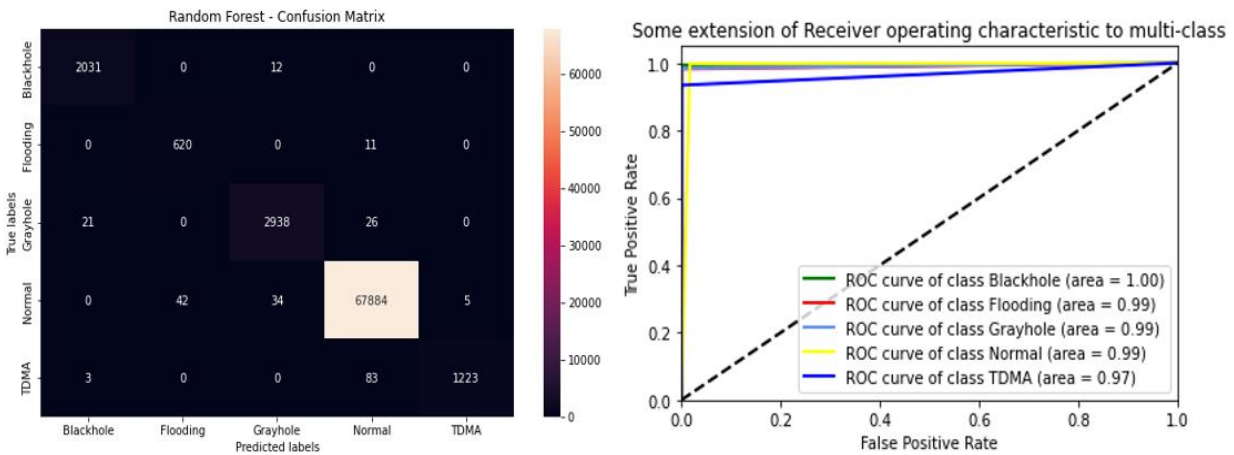 Random Forest - Confusion Matrix
True labels
Blackhole
Flooding
Grayhole
Normal
TDMA
2031 0 12 0 0
0 620 0 11 0
21 0 2938 26 0
0 42 34 67884 5
3 0 0 83 1223
Blackhole Flooding Grayhole Normal TDMA
Predicted labels
60000
50000
40000
30000
20000
10000
0
Some extension of Receiver operating characteristic to multi-class
True Positive Rate
1.0
0.8
0.6
0.4
0.2
0.0
ROC curve of class Blackhole (area = 1.00)
ROC curve of class Flooding (area = 0.99)
ROC curve of class Grayhole (area = 0.99)
ROC curve of class Normal (area = 0.99)
ROC curve of class TDMA (area = 0.97)
0.0 0.2 0.4 0.6 0.8 1.0
False Positive Rate